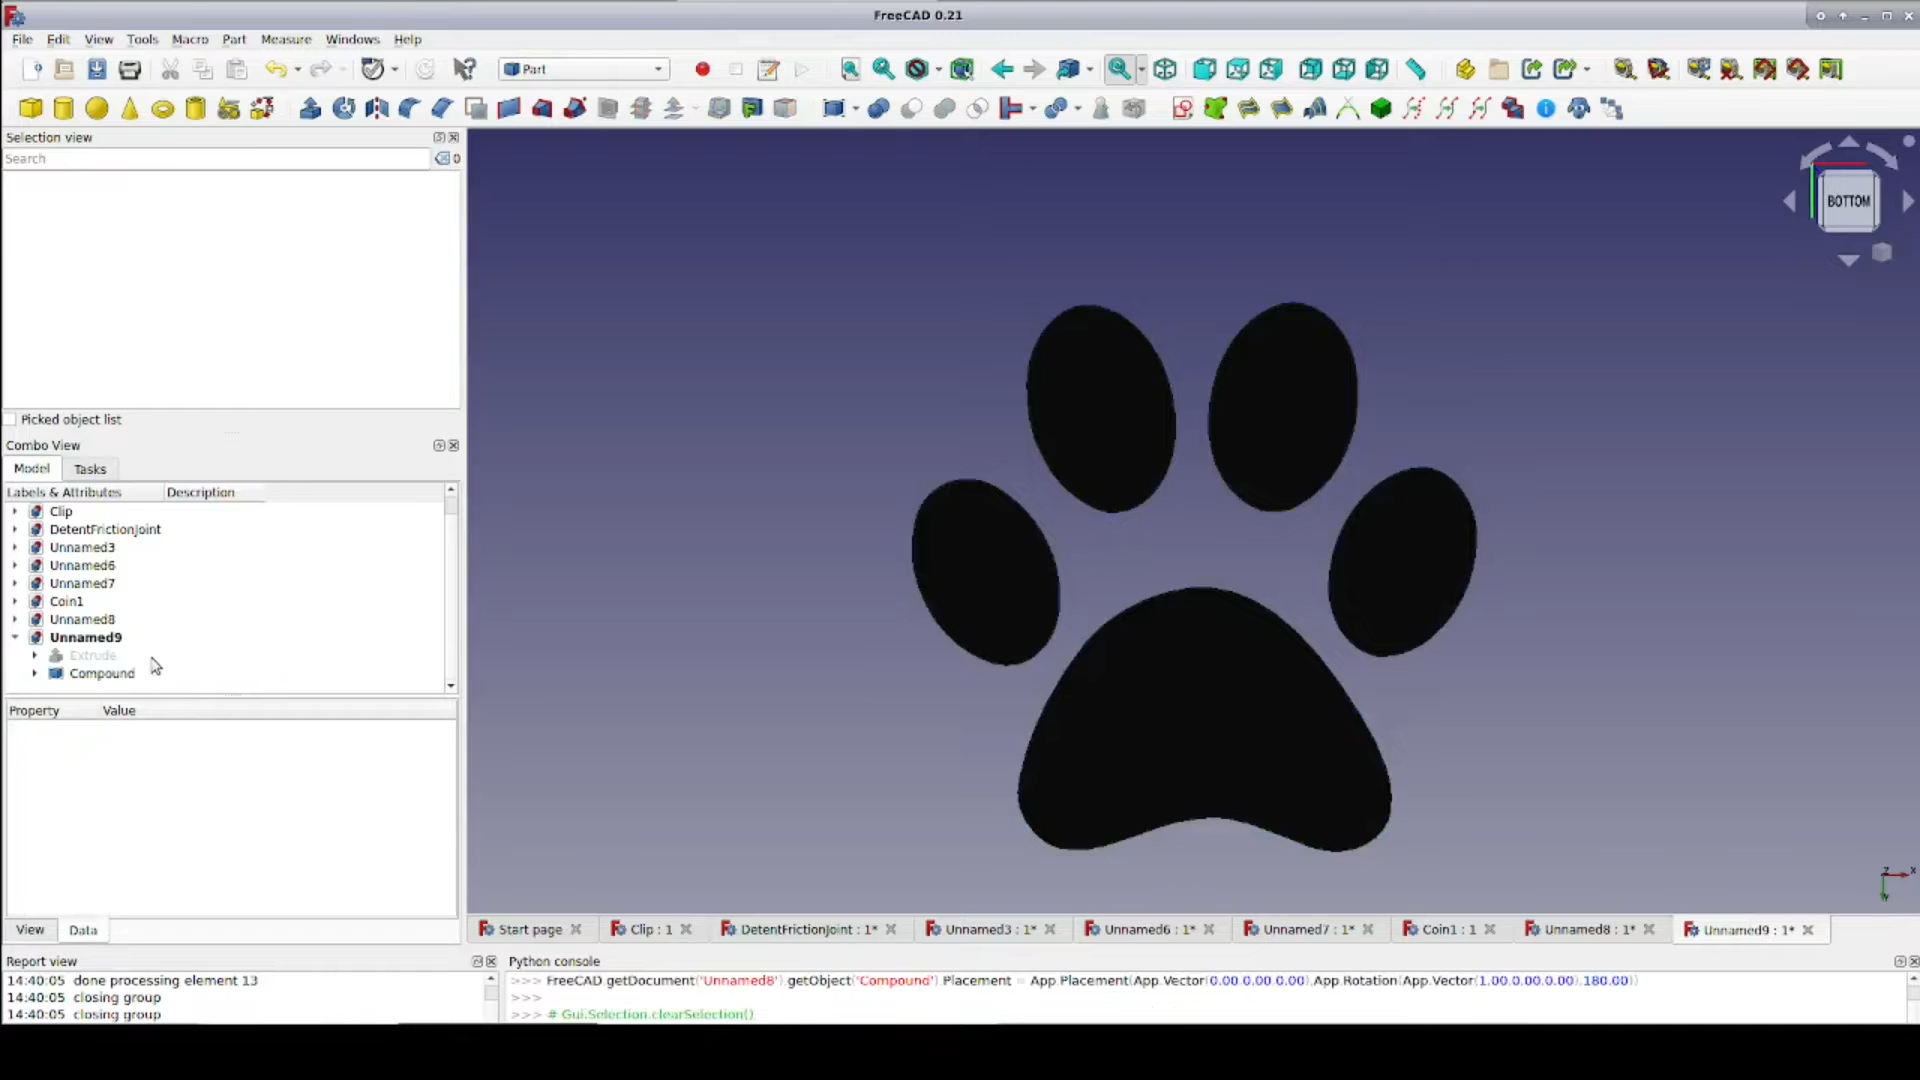 FreeCAD 0.21
File Edit View Tools Macro Part Measure Windows Help
Part
Selection view
Search
0
BOTTOM
Picked object list
Combo View
Model Tasks
Labels & Attributes Description
Clip
DetentFrictionJoint
Unnamed3
Unnamed6
Unnamed7
Coin1
Unnamed8
Unnamed9
Extrude
Compound
Property Value
Z X
Y
View Data
Start page Clip : 1 DetentFrictionJoint : 1* Unnamed3 : 1* Unnamed6 : 1* Unnamed7 : 1* Coin1 : 1 Unnamed8 : 1* Unnamed9 : 1*
Report view
14:40:05 done processing element 13
14:40:05 closing group
14:40:05 closing group
Python console
>>> FreeCAD.getDocument('Unnamed8').getObject('Compound').Placement = App.Placement(App.Vector(0.00,0.00,0.00),App.Rotation(App.Vector(1.00,0.00,0.00),180.00))
>>>
>>> # Gui.Selection.clearSelection()